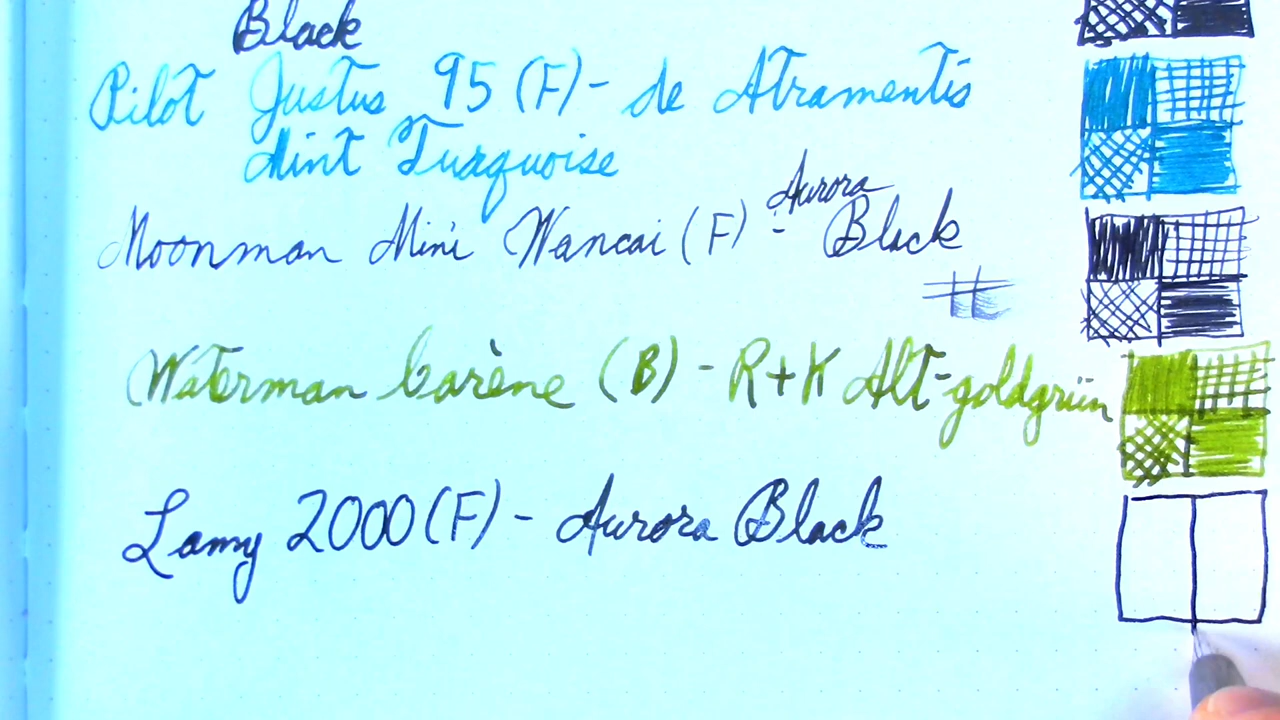 Black
Pilot Justus 95 (F) - de Atramentis
Mint Turquoise
Aurora
Moonman Mini Wancai (F) - Black
Waterman Carène (B) - R+K Alt-goldgrün
Lamy 2000 (F) - Aurora Black